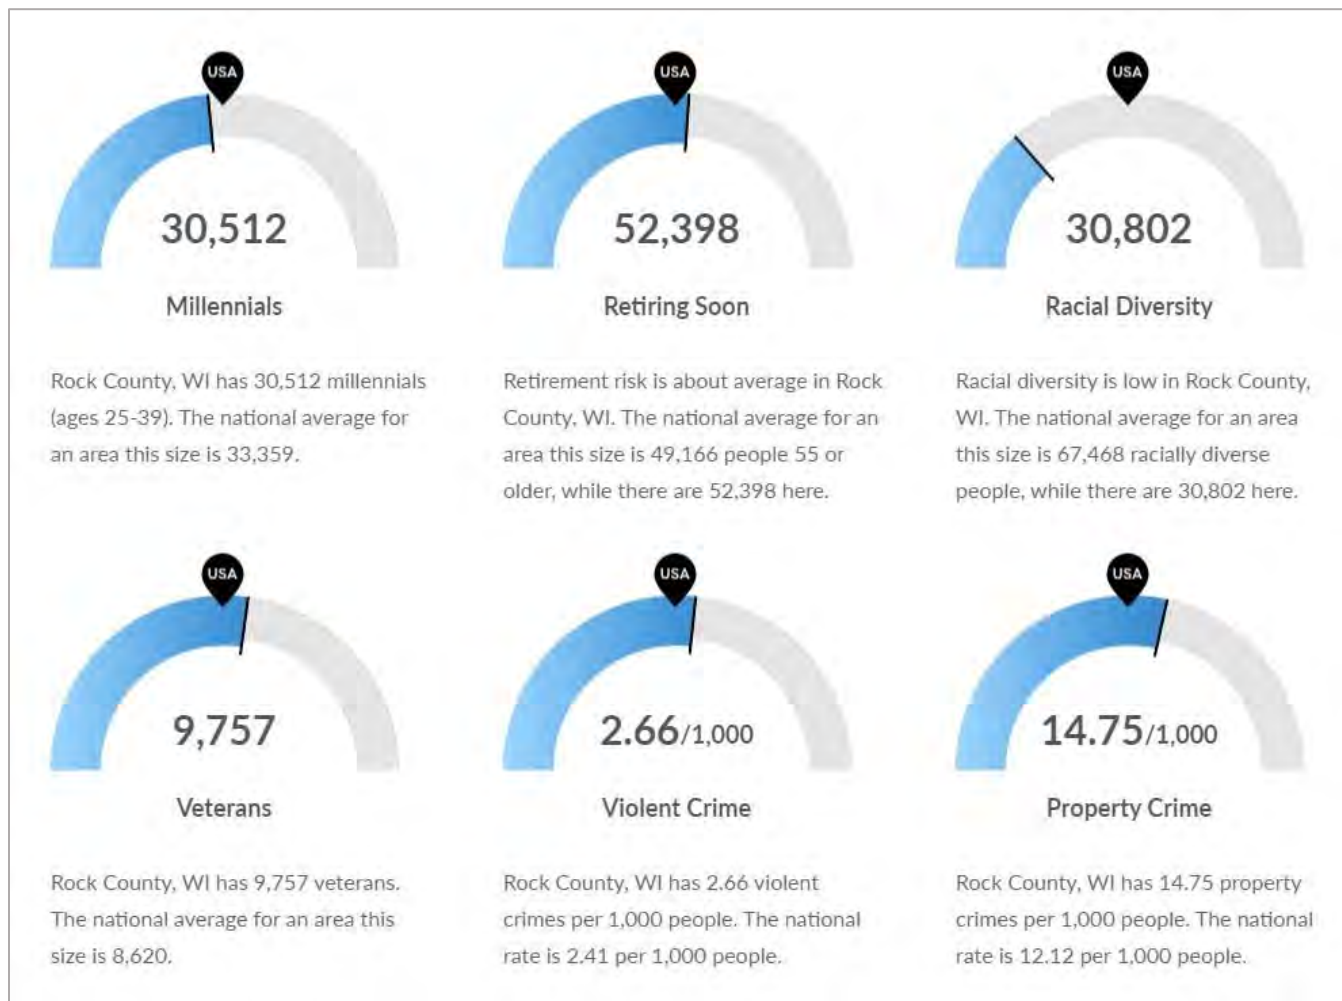 USA
30,512
Millennials
Rock County, WI has 30,512 millennials
(ages 25-39). The national average for
an area this size is 33,359.
USA
52,398
Retiring Soon
Retirement risk is about average in Rock
County, WI. The national average for an
area this size is 49,166 people 55 or
older, while there are 52,398 here.
USA
30,802
Racial Diversity
Racial diversity is low in Rock County,
WI. The national average for an area
this size is 67,468 racially diverse
people, while there are 30,802 here.
USA
9,757
Veterans
Rock County, WI has 9,757 veterans.
The national average for an area this
size is 8,620.
USA
2.66/1,000
Violent Crime
Rock County, WI has 2.66 violent
crimes per 1,000 people. The national
rate is 2.41 per 1,000 people.
USA
14.75/1,000
Property Crime
Rock County, WI has 14.75 property
crimes per 1,000 people. The national
rate is 12.12 per 1,000 people.